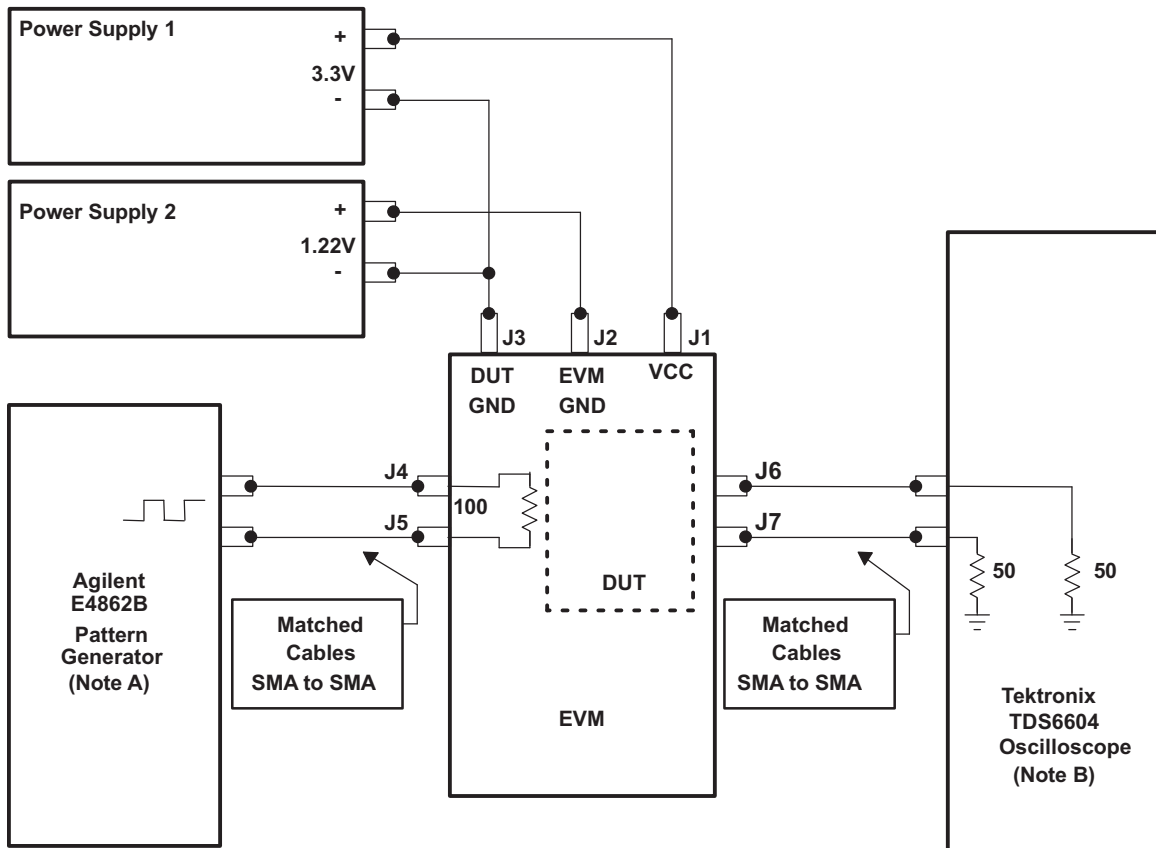 Power Supply 1
+
3.3V
-
Power Supply 2
+
1.22V
-
J3
J2
J1
DUT
GND
EVM
GND
VCC
J4
J5
100
J6
J7
DUT
EVM
Agilent
E4862B
Pattern
Generator
(Note A)
Matched
Cables
SMA to SMA
Matched
Cables
SMA to SMA
50
50
Tektronix
TDS6604
Oscilloscope
(Note B)